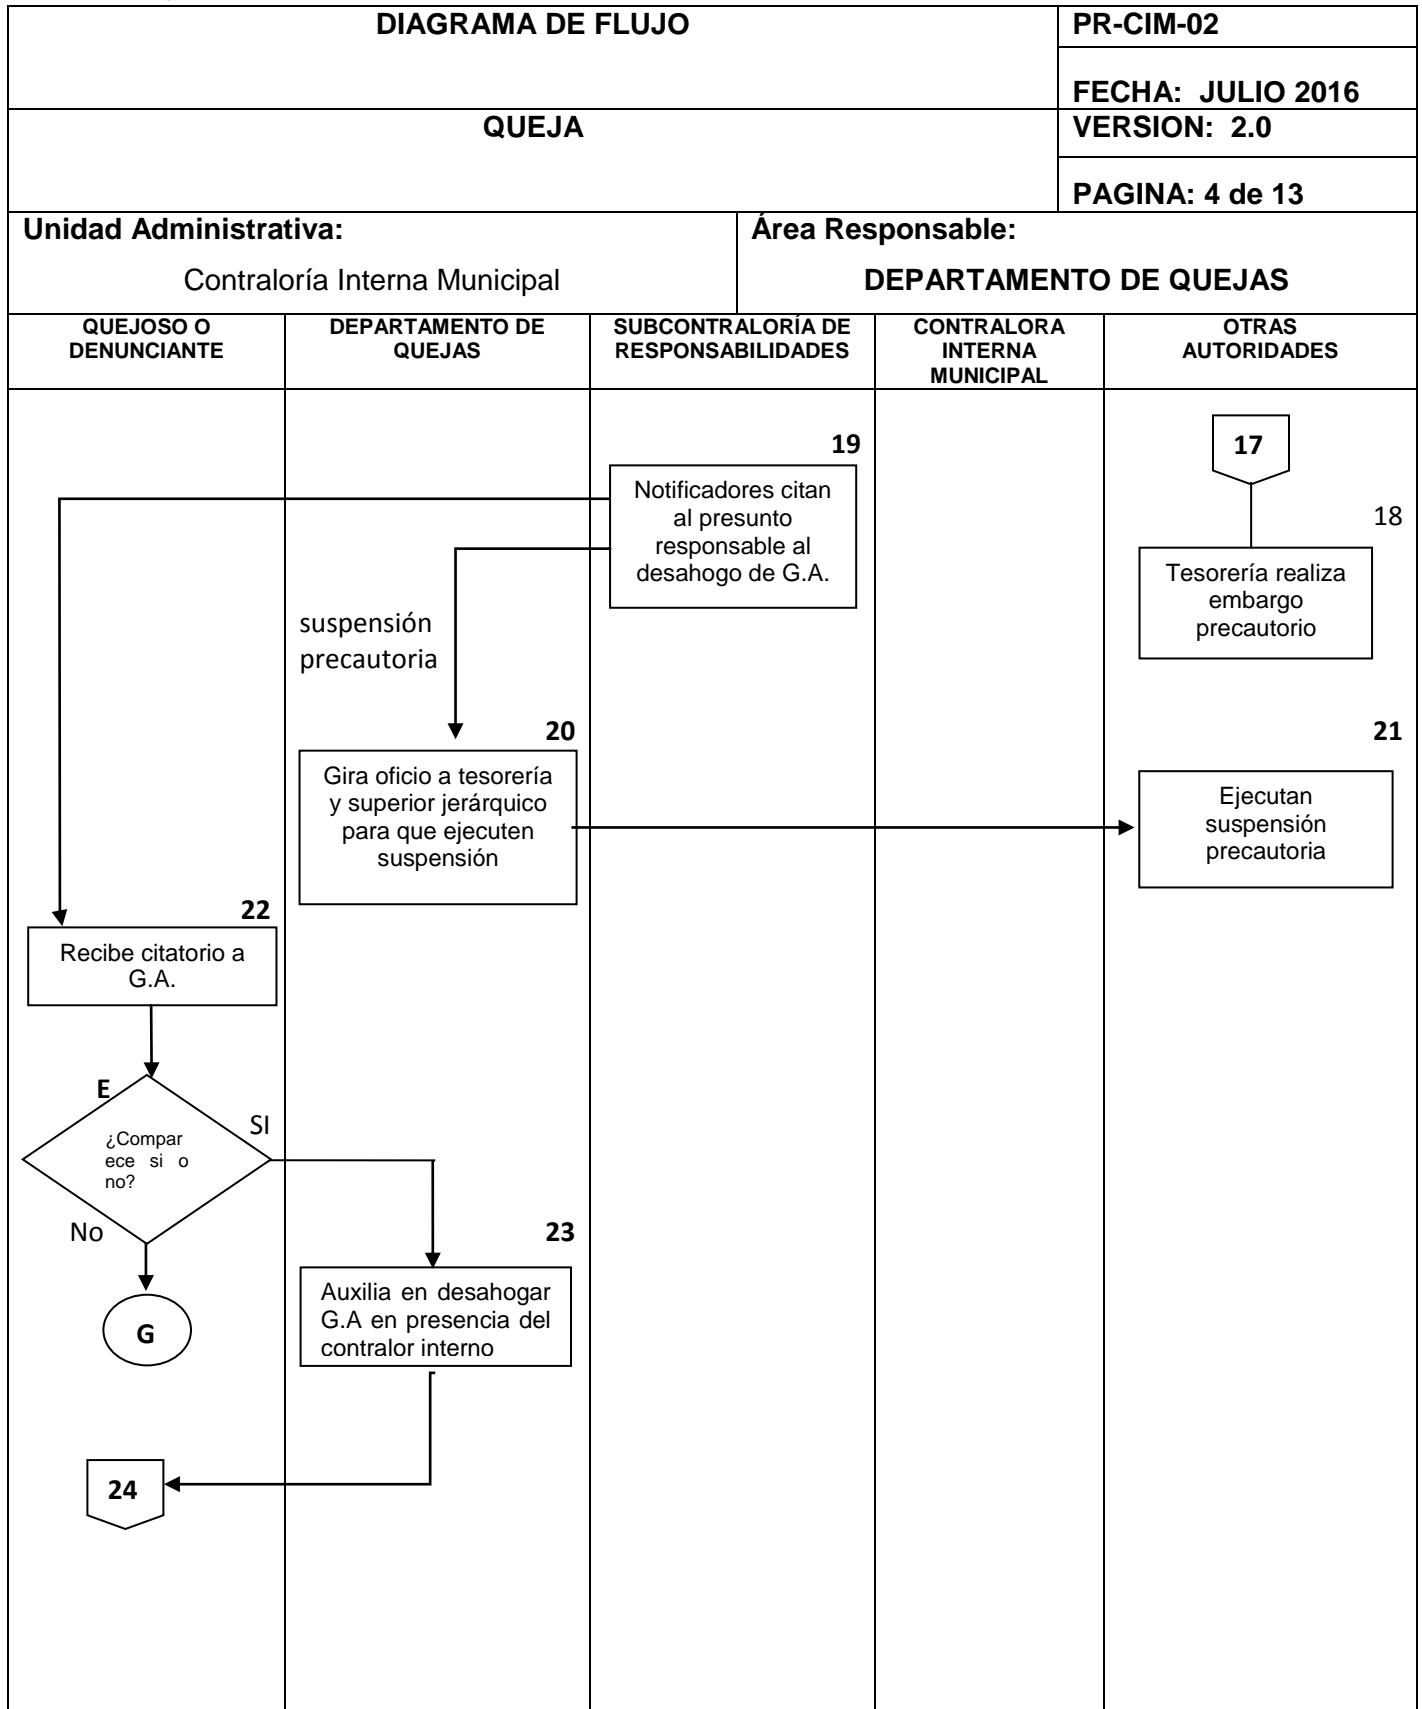 DIAGRAMA DE FLUJO
PR-CIM-02
FECHA: JULIO 2016
QUEJA
VERSION: 2.0
PAGINA: 4 de 13
Unidad Administrativa:
Contraloría Interna Municipal
Área Responsable:
DEPARTAMENTO DE QUEJAS
QUEJOSO O
DENUNCIANTE
DEPARTAMENTO DE
QUEJAS
SUBCONTRALORÍA DE
RESPONSABILIDADES
CONTRALORA
INTERNA
MUNICIPAL
OTRAS
AUTORIDADES
17
18
Tesorería realiza
embargo
precautorio
19
Notificadores citan
al presunto
responsable al
desahogo de G.A.
suspensión
precautoria
20
Gira oficio a tesorería
y superior jerárquico
para que ejecuten
suspensión
21
Ejecutan
suspensión
precautoria
22
Recibe citatorio a
G.A.
E
¿Compar
ece si o
no?
SI
No
G
23
Auxilia en desahogar
G.A en presencia del
contralor interno
24